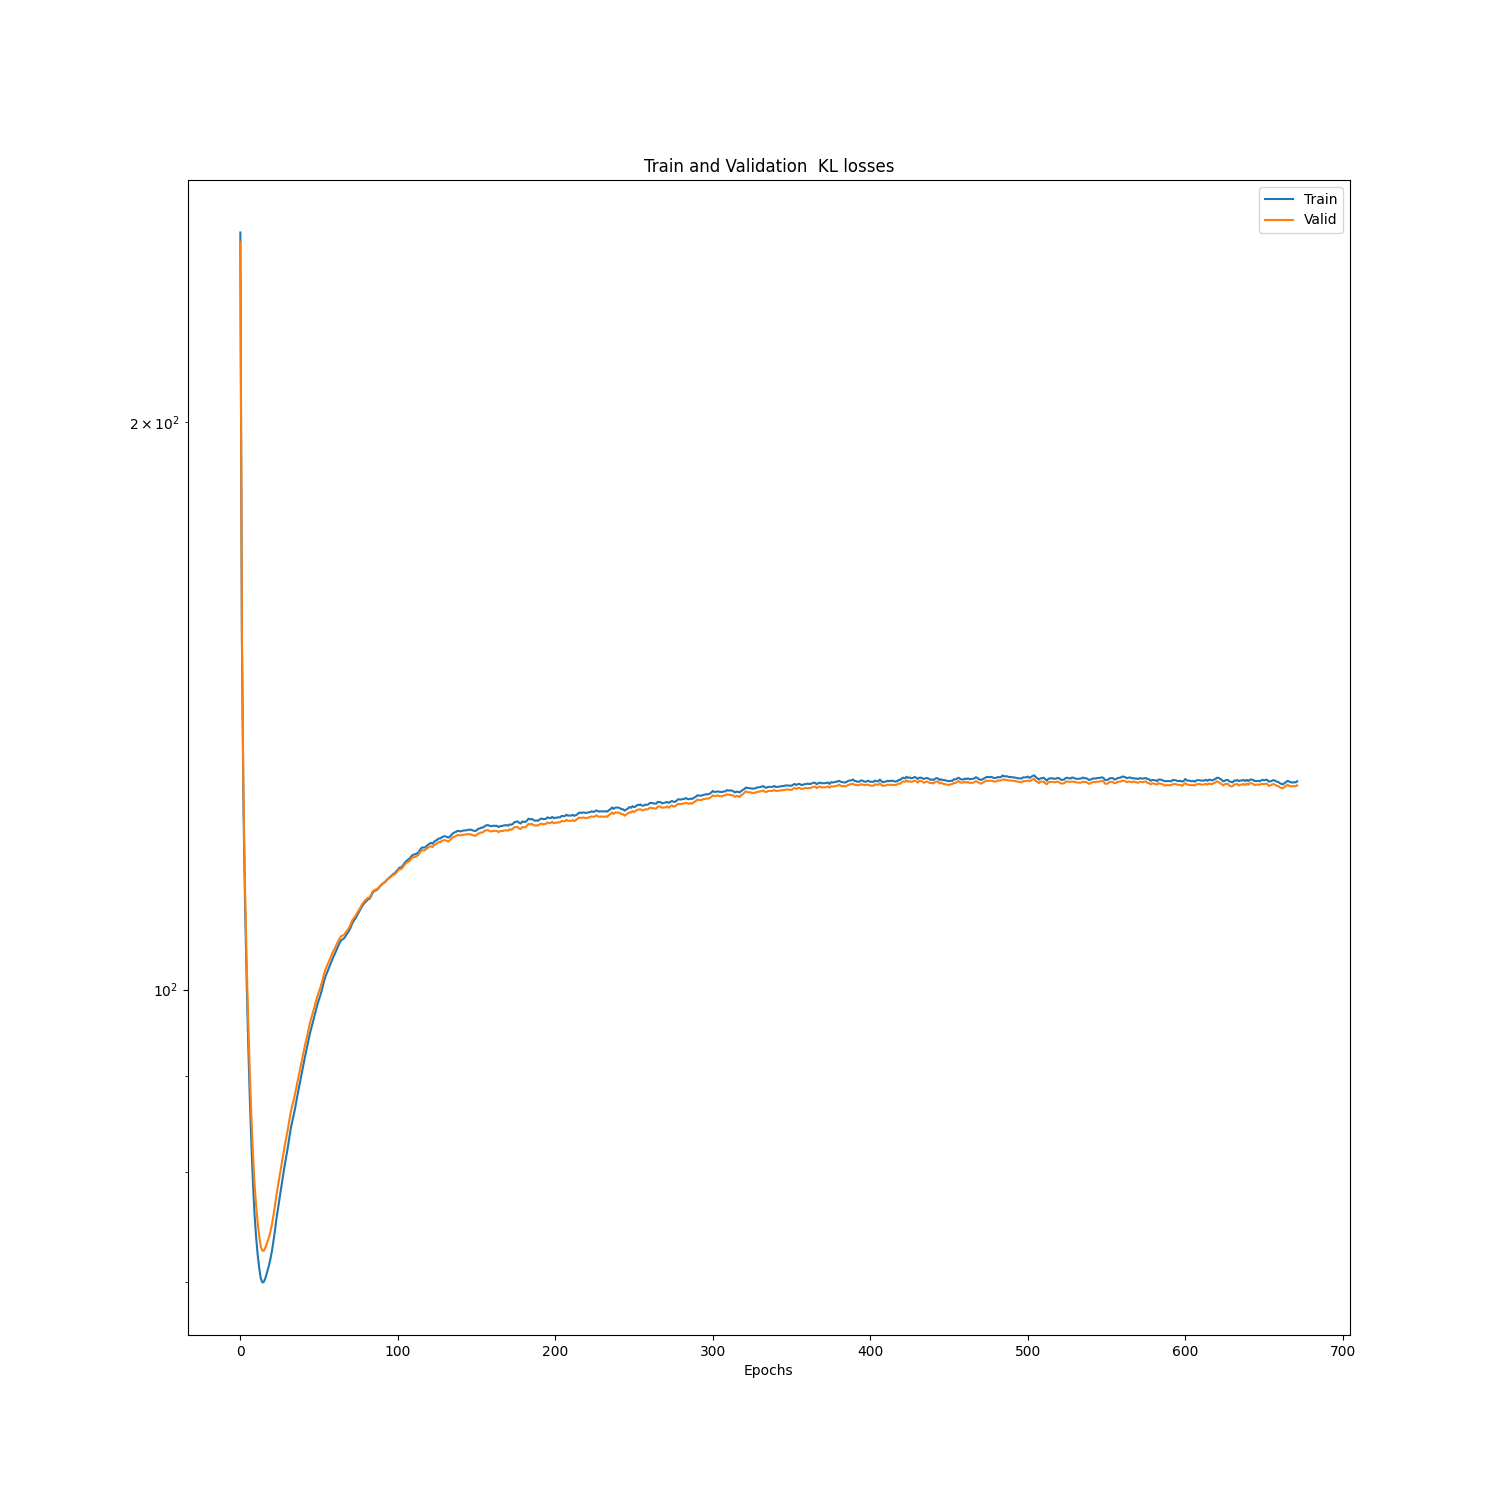 Train and Validation  KL losses
Train
Valid
2 × 10²
10²
0 100 200 300 400 500 600 700
Epochs